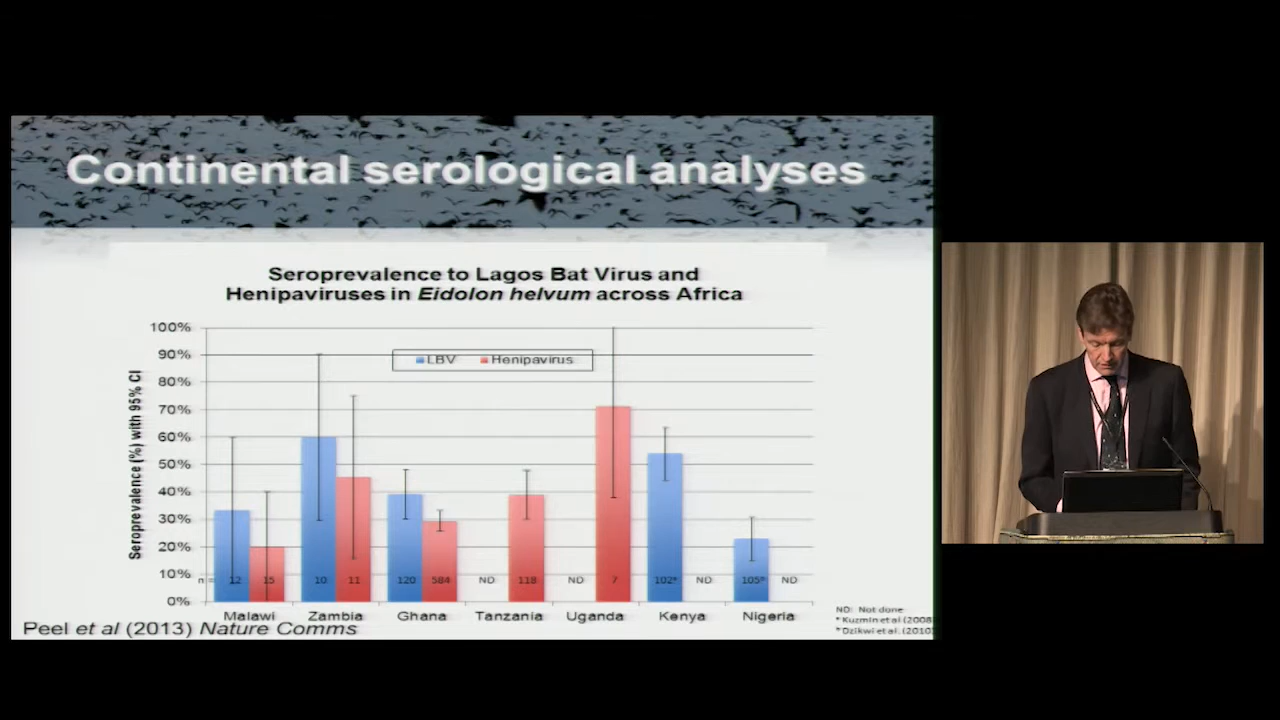 Continental serological analyses
Seroprevalence to Lagos Bat Virus and
Henipaviruses in Eidolon helvum across Africa
Seroprevalence (%) with 95% CI
100%
90%
80%
70%
60%
50%
40%
30%
20%
10%
0%
LBV Henipavirus
n = 12 15 10 11 120 584 ND 118 ND 7 102* ND 105* ND
Malawi Zambia Ghana Tanzania Uganda Kenya Nigeria
ND: Not done
* Kuzmin et al (2008
* Dzikwi et al. (2010)
Peel et al (2013) Nature Comms